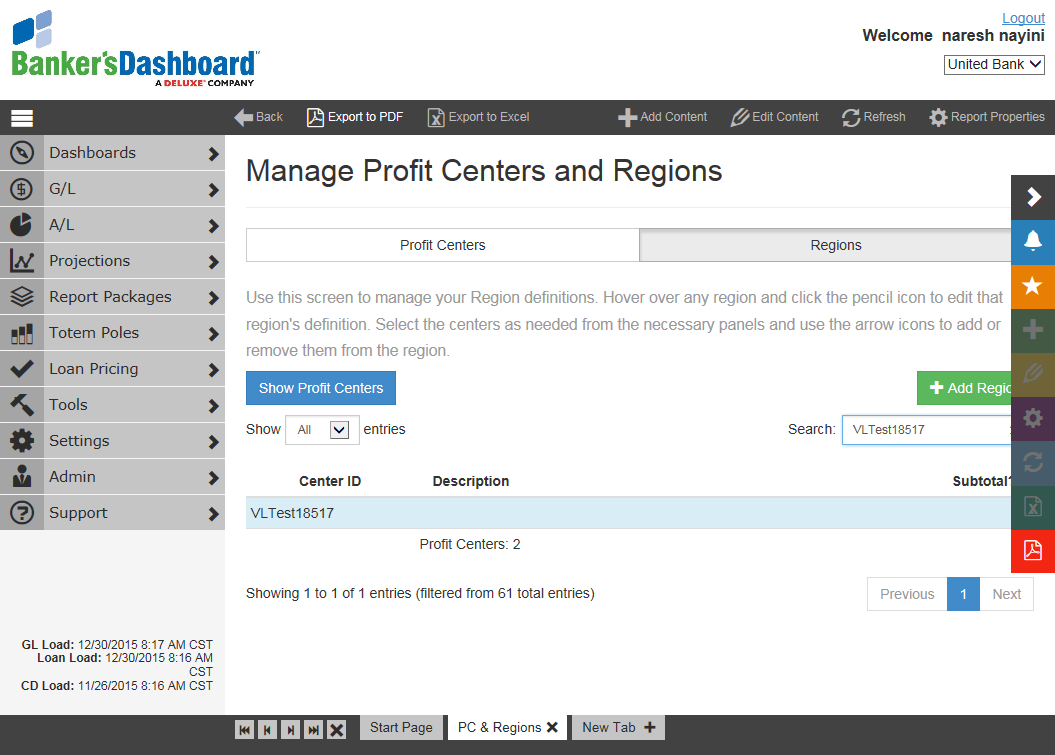 Logout
Welcome naresh nayini
United Bank
Banker'sDashboard
A DELUXE COMPANY
Back Export to PDF Export to Excel Add Content Edit Content Refresh Report Properties
Dashboards
G/L
A/L
Projections
Report Packages
Totem Poles
Loan Pricing
Tools
Settings
Admin
Support
Manage Profit Centers and Regions
Profit Centers Regions
Use this screen to manage your Region definitions. Hover over any region and click the pencil icon to edit that
region's definition. Select the centers as needed from the necessary panels and use the arrow icons to add or
remove them from the region.
Show Profit Centers Add Regio
Show All entries Search: VLTest18517
Center ID Description Subtotal?
VLTest18517
Profit Centers: 2
Showing 1 to 1 of 1 entries (filtered from 61 total entries)
Previous 1 Next
GL Load: 12/30/2015 8:17 AM CST
Loan Load: 12/30/2015 8:16 AM
CST
CD Load: 11/26/2015 8:16 AM CST
Start Page PC & Regions New Tab